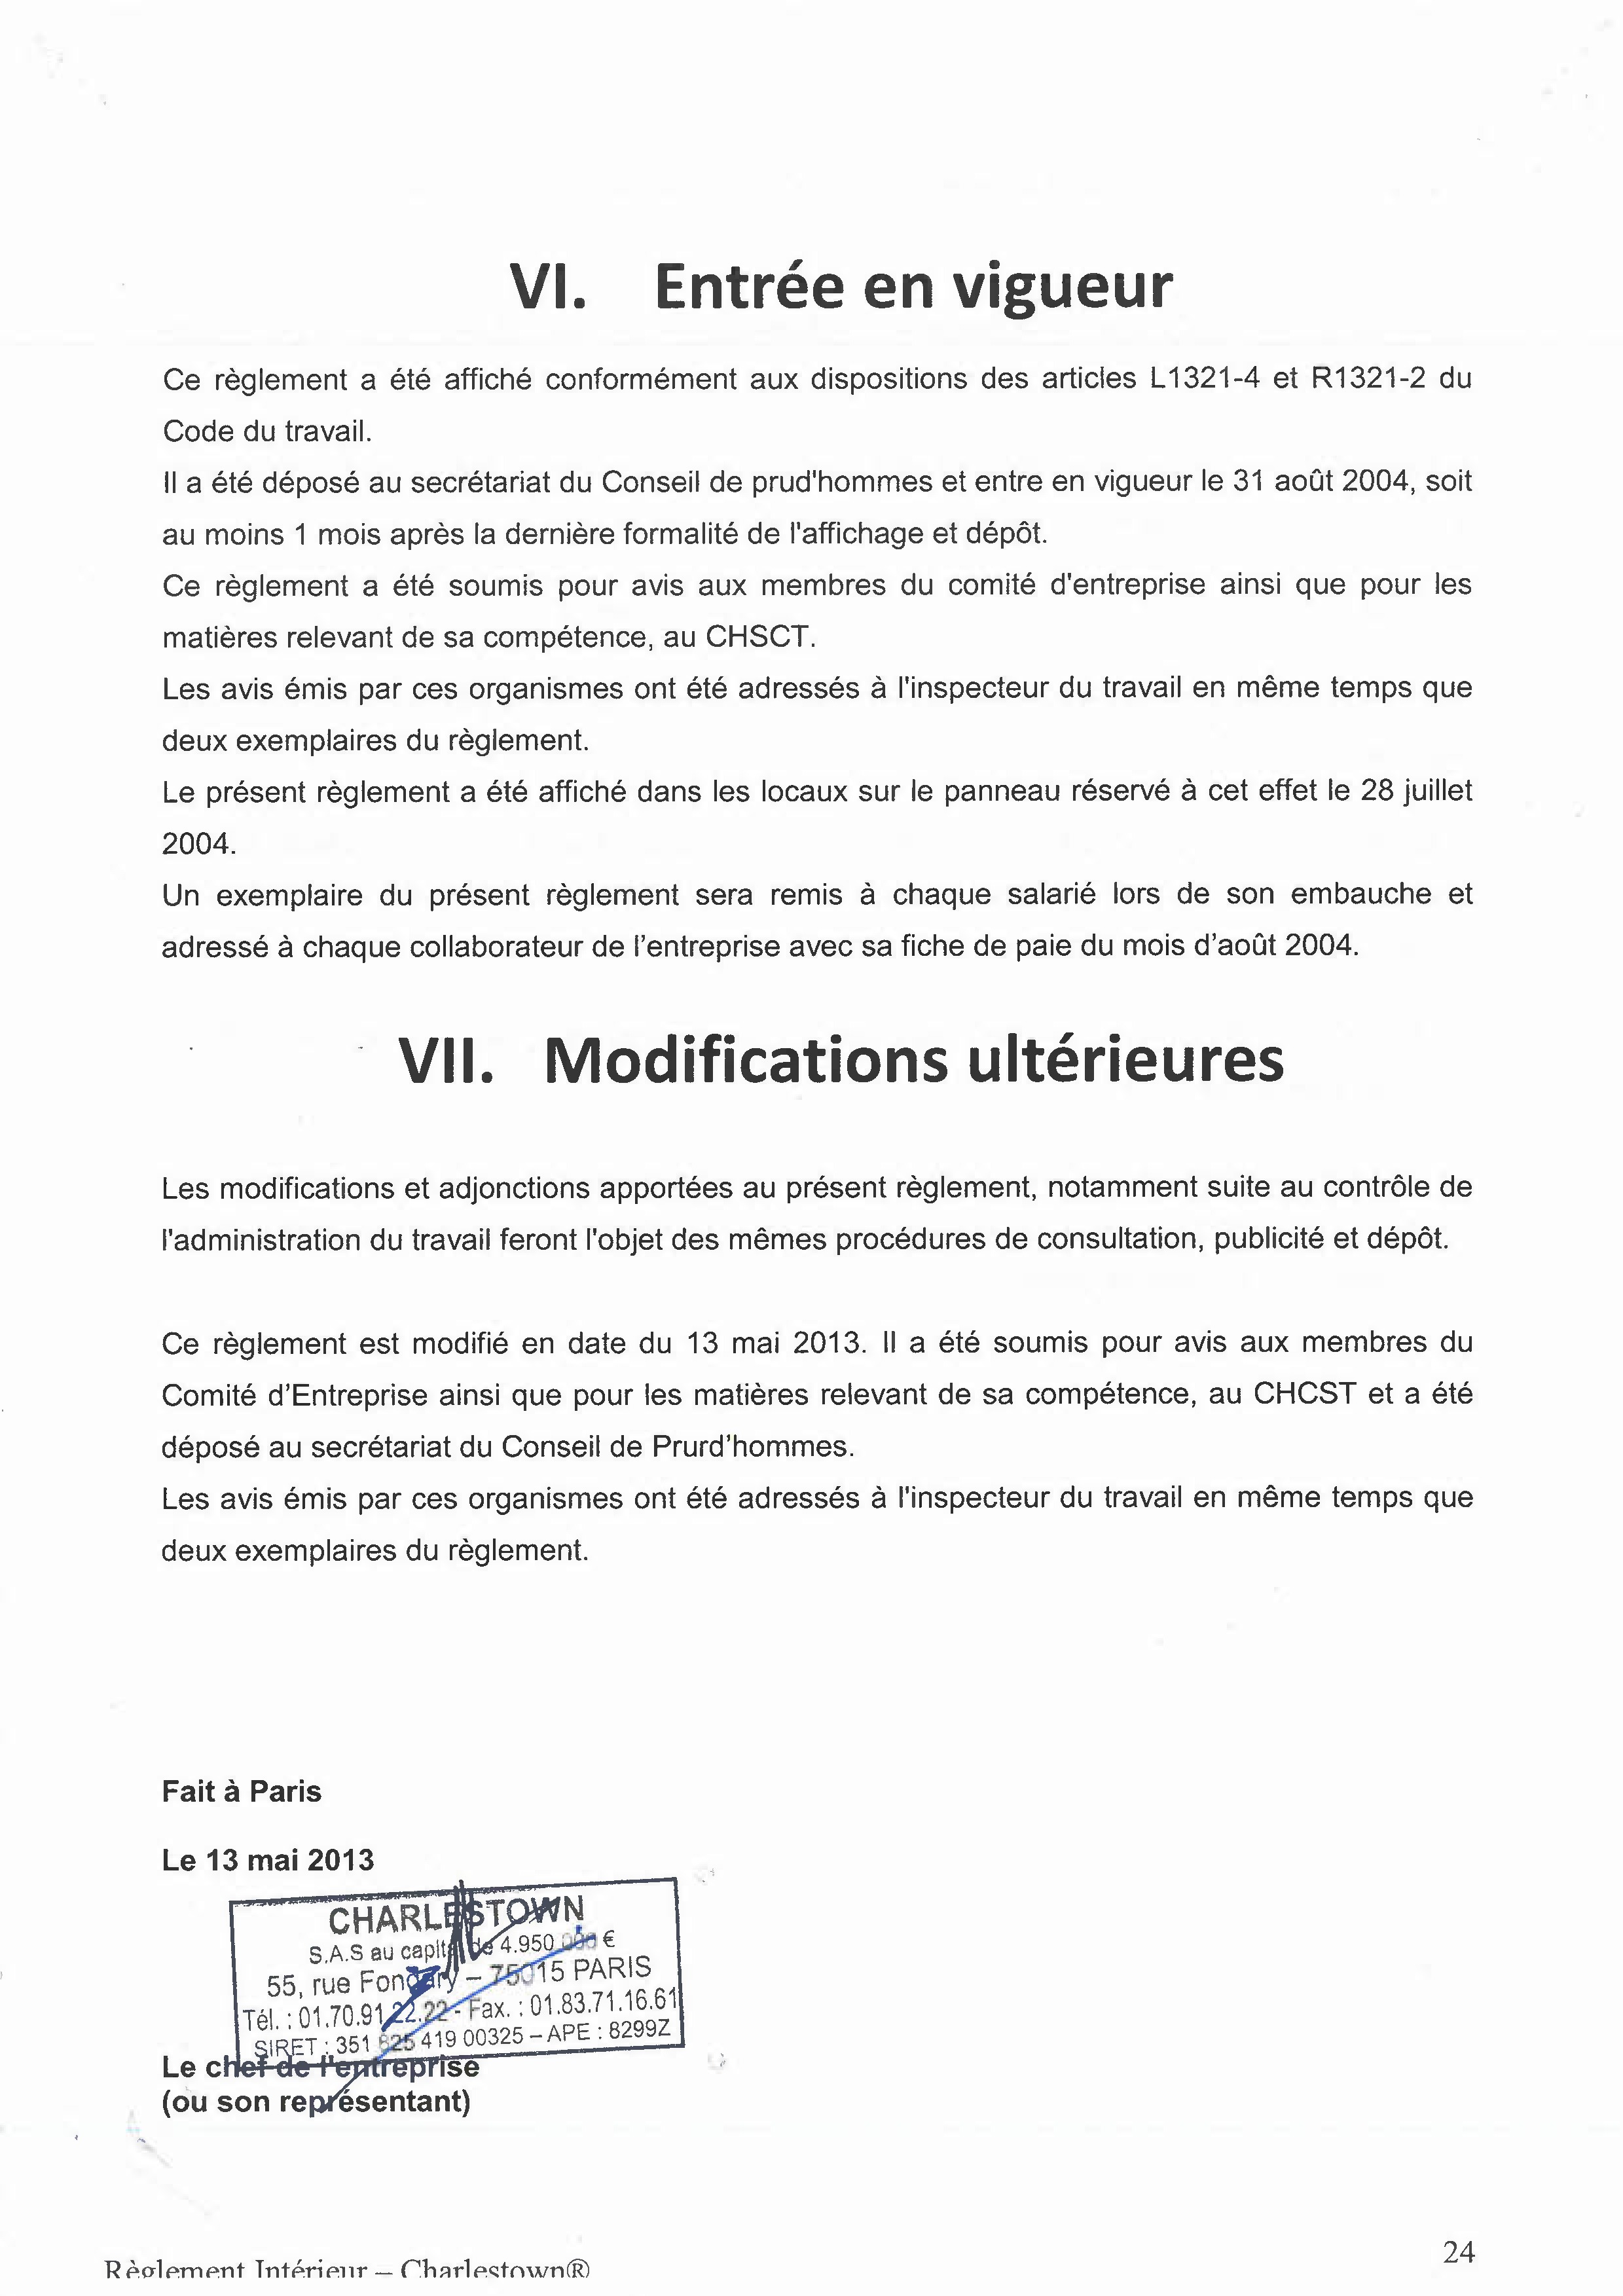 VI. Entrée en vigueur
Ce règlement a été affiché conformément aux dispositions des articles L1321-4 et R1321-2 du
Code du travail.
Il a été déposé au secrétariat du Conseil de prud'hommes et entre en vigueur le 31 août 2004, soit
au moins 1 mois après la dernière formalité de l'affichage et dépôt.
Ce règlement a été soumis pour avis aux membres du comité d'entreprise ainsi que pour les
matières relevant de sa compétence, au CHSCT.
Les avis émis par ces organismes ont été adressés à l'inspecteur du travail en même temps que
deux exemplaires du règlement.
Le présent règlement a été affiché dans les locaux sur le panneau réservé à cet effet le 28 juillet
2004.
Un exemplaire du présent règlement sera remis à chaque salarié lors de son embauche et
adressé à chaque collaborateur de l'entreprise avec sa fiche de paie du mois d'août 2004.
VII. Modifications ultérieures
Les modifications et adjonctions apportées au présent règlement, notamment suite au contrôle de
l'administration du travail feront l'objet des mêmes procédures de consultation, publicité et dépôt.
Ce règlement est modifié en date du 13 mai 2013. Il a été soumis pour avis aux membres du
Comité d'Entreprise ainsi que pour les matières relevant de sa compétence, au CHCST et a été
déposé au secrétariat du Conseil de Prurd'hommes.
Les avis émis par ces organismes ont été adressés à l'inspecteur du travail en même temps que
deux exemplaires du règlement.
Fait à Paris
Le 13 mai 2013
CHARLESTOWN
S.A.S au capital de 4.950.000 €
55, rue Fondary – 75015 PARIS
Tél. : 01.70.91.22.22 - Fax. : 01.83.71.16.61
SIRET : 351 825 419 00325 – APE : 8299Z
Le chef de l'entreprise
(ou son représentant)
24
Règlement Intérieur – Charlestown®